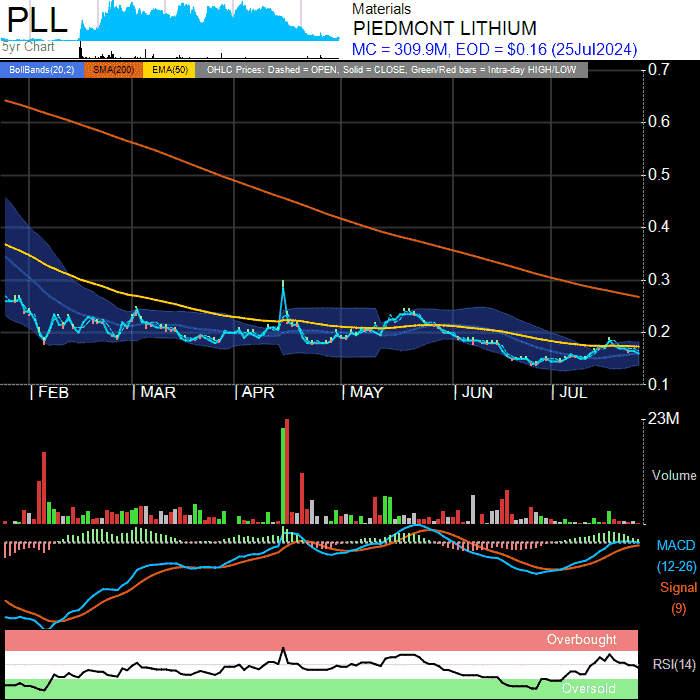 PLL
5yr Chart
Materials
PIEDMONT LITHIUM
MC = 309.9M, EOD = $0.16 (25Jul2024)
BollBands(20,2) SMA(200) EMA(50) OHLC Prices: Dashed = OPEN, Solid = CLOSE, Green/Red bars = Intra-day HIGH/LOW
0.7
0.6
0.5
0.4
0.3
0.2
0.1
FEB MAR APR MAY JUN JUL
23M
Volume
MACD
(12-26)
Signal
(9)
Overbought
RSI(14)
Oversold